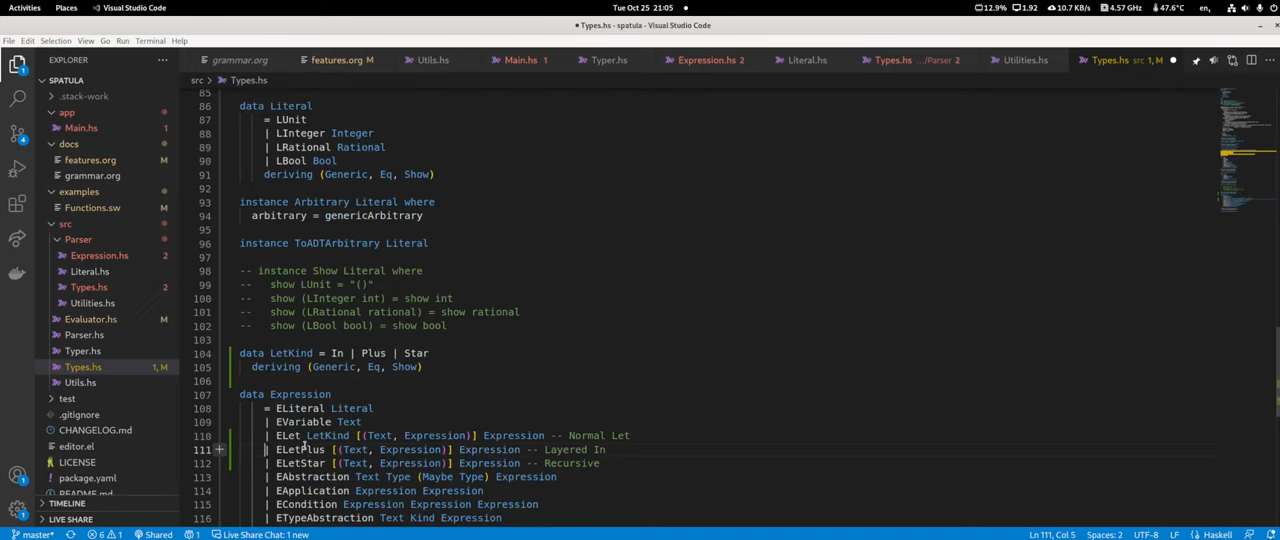 Activities Places Visual Studio Code Tue Oct 25 21:05 12.9% 1.92 10.7 KB/s 4.57 GHz 47.6°C en,
• Types.hs - spatula - Visual Studio Code
File Edit Selection View Go Run Terminal Help
EXPLORER ··· grammar.org features.org M Utils.hs Main.hs 1 Typer.hs Expression.hs 2 Literal.hs Types.hs .../Parser 2 Utilities.hs Types.hs src 1, M
SPATULA
src > Types.hs
.stack-work
app
Main.hs 1
docs
features.org M
grammar.org
examples
Functions.sw M
src
Parser
Expression.hs 2
Literal.hs
Types.hs 2
Utilities.hs
Evaluator.hs M
Parser.hs
Typer.hs
Types.hs 1, M
Utils.hs
test
.gitignore
CHANGELOG.md
editor.el
LICENSE
package.yaml
README.md
TIMELINE
LIVE SHARE
85
86 data Literal
87 = LUnit
88 | LInteger Integer
89 | LRational Rational
90 | LBool Bool
91 deriving (Generic, Eq, Show)
92
93 instance Arbitrary Literal where
94 arbitrary = genericArbitrary
95
96 instance ToADTArbitrary Literal
97
98 -- instance Show Literal where
99 -- show LUnit = "()"
100 -- show (LInteger int) = show int
101 -- show (LRational rational) = show rational
102 -- show (LBool bool) = show bool
103
104 data LetKind = In | Plus | Star
105 deriving (Generic, Eq, Show)
106
107 data Expression
108 = ELiteral Literal
109 | EVariable Text
110 | ELet LetKind [(Text, Expression)] Expression -- Normal Let
111 | ELetPlus [(Text, Expression)] Expression -- Layered In
112 | ELetStar [(Text, Expression)] Expression -- Recursive
113 | EAbstraction Text Type (Maybe Type) Expression
114 | EApplication Expression Expression
115 | ECondition Expression Expression Expression
116 | ETypeAbstraction Text Kind Expression
master* 6 1 Shared 1 Live Share Chat: 1 new Ln 111, Col 5 Spaces: 2 UTF-8 LF Haskell